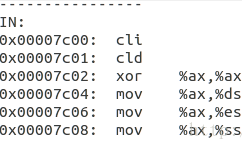 ----------------
IN:
0x00007c00:  cli
0x00007c01:  cld
0x00007c02:  xor    %ax,%ax
0x00007c04:  mov    %ax,%ds
0x00007c06:  mov    %ax,%es
0x00007c08:  mov    %ax,%ss